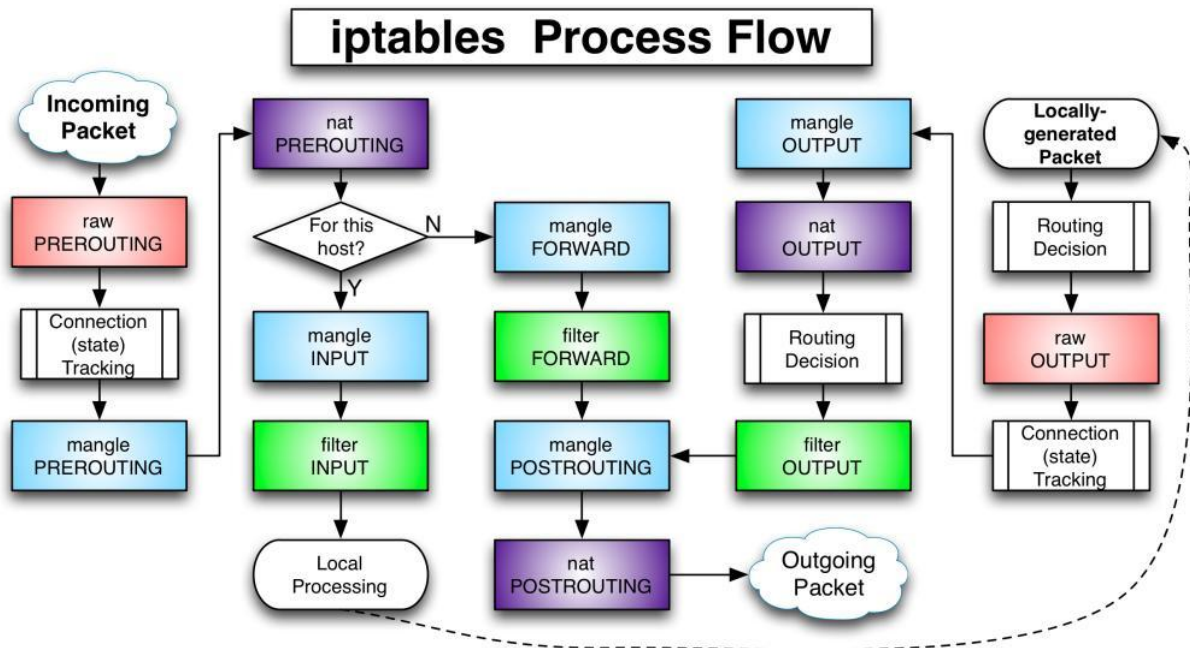 iptables  Process Flow
Incoming
Packet
raw
PREROUTING
Connection
(state)
Tracking
mangle
PREROUTING
nat
PREROUTING
For this
host?
N
Y
mangle
INPUT
filter
INPUT
Local
Processing
mangle
FORWARD
filter
FORWARD
mangle
POSTROUTING
nat
POSTROUTING
mangle
OUTPUT
nat
OUTPUT
Routing
Decision
filter
OUTPUT
Outgoing
Packet
Locally-
generated
Packet
Routing
Decision
raw
OUTPUT
Connection
(state)
Tracking